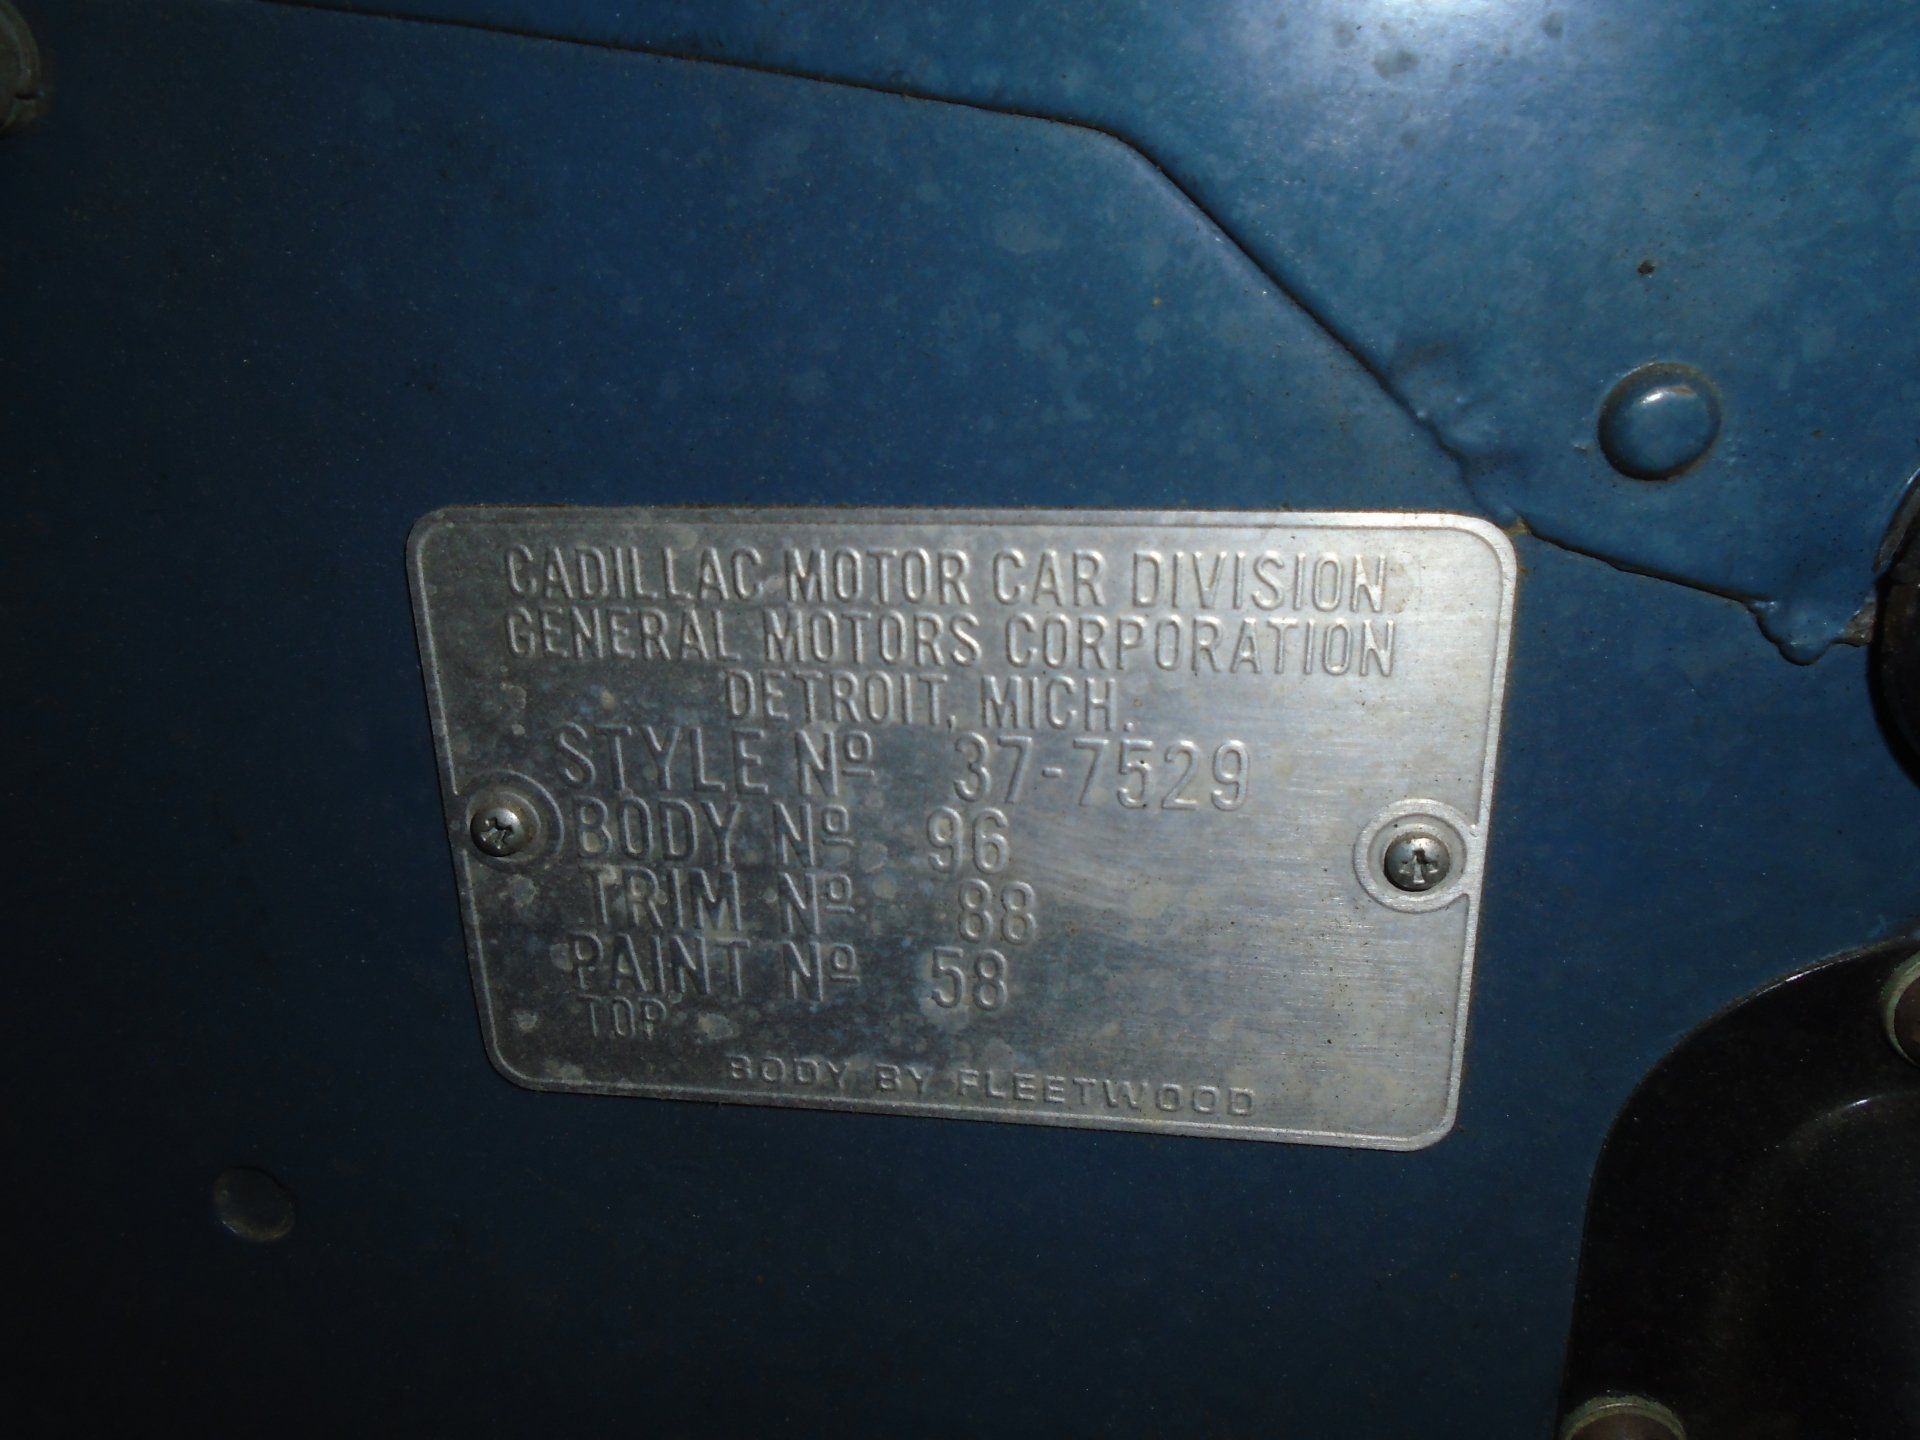 CADILLAC MOTOR CAR DIVISION
GENERAL MOTORS CORPORATION
DETROIT, MICH.
STYLE Nº 37-7529
BODY Nº 96
TRIM Nº 88
PAINT Nº 58
TOP
BODY BY FLEETWOOD